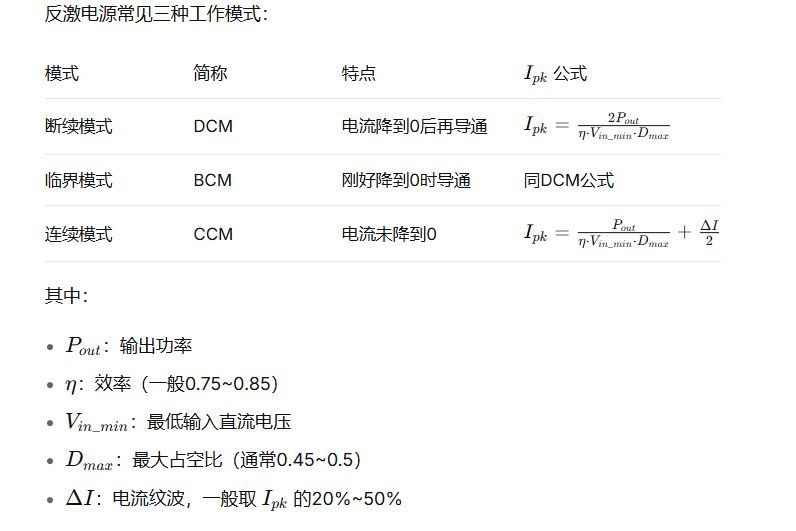 反激电源常见三种工作模式：
模式 简称 特点 $I_{pk}$ 公式
断续模式 DCM 电流降到0后再导通 $I_{pk} = \frac{2P_{out}}{\eta \cdot V_{in\_min} \cdot D_{max}}$
临界模式 BCM 刚好降到0时导通 同DCM公式
连续模式 CCM 电流未降到0 $I_{pk} = \frac{P_{out}}{\eta \cdot V_{in\_min} \cdot D_{max}} + \frac{\Delta I}{2}$
其中：
• $P_{out}$：输出功率
• $\eta$：效率（一般0.75~0.85）
• $V_{in\_min}$：最低输入直流电压
• $D_{max}$：最大占空比（通常0.45~0.5）
• $\Delta I$：电流纹波，一般取 $I_{pk}$ 的20%~50%